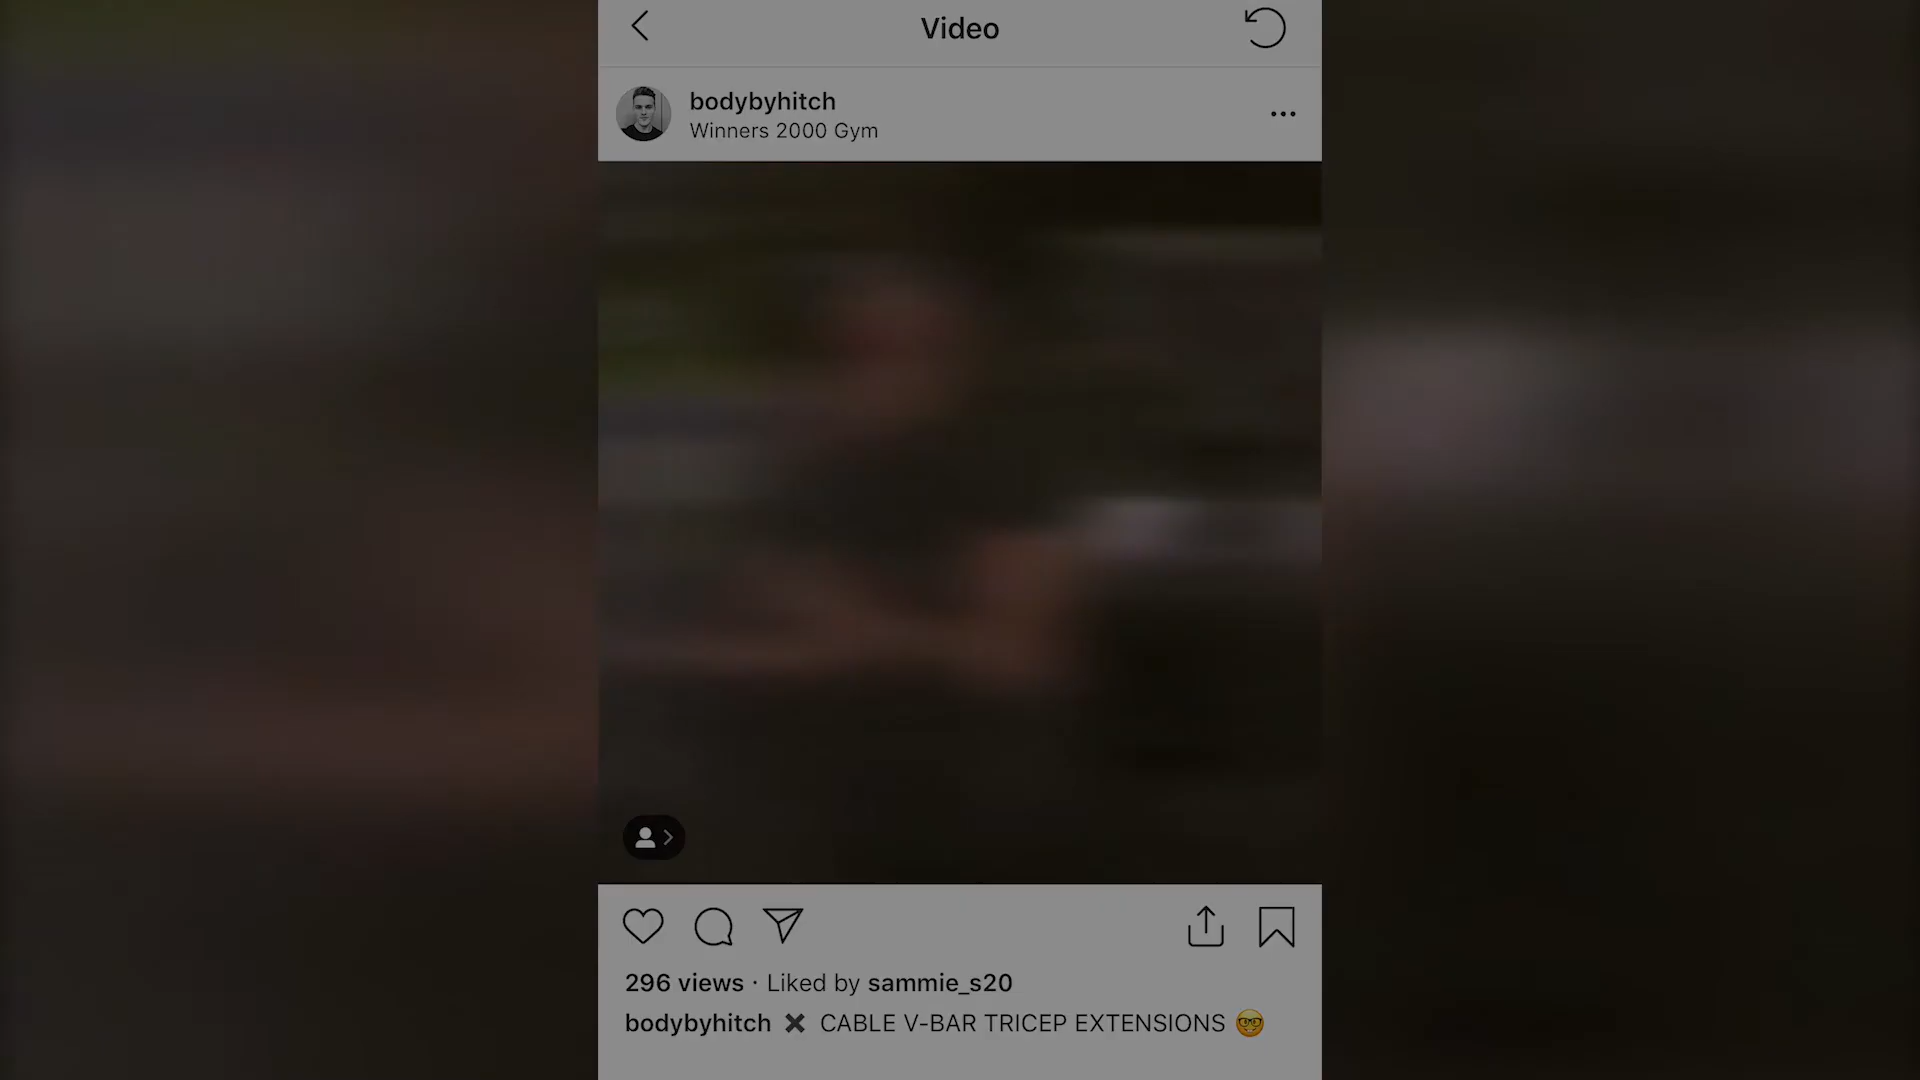 Video
bodybyhitch
Winners 2000 Gym
296 views · Liked by sammie_s20
bodybyhitch ✖ CABLE V-BAR TRICEP EXTENSIONS 🤓